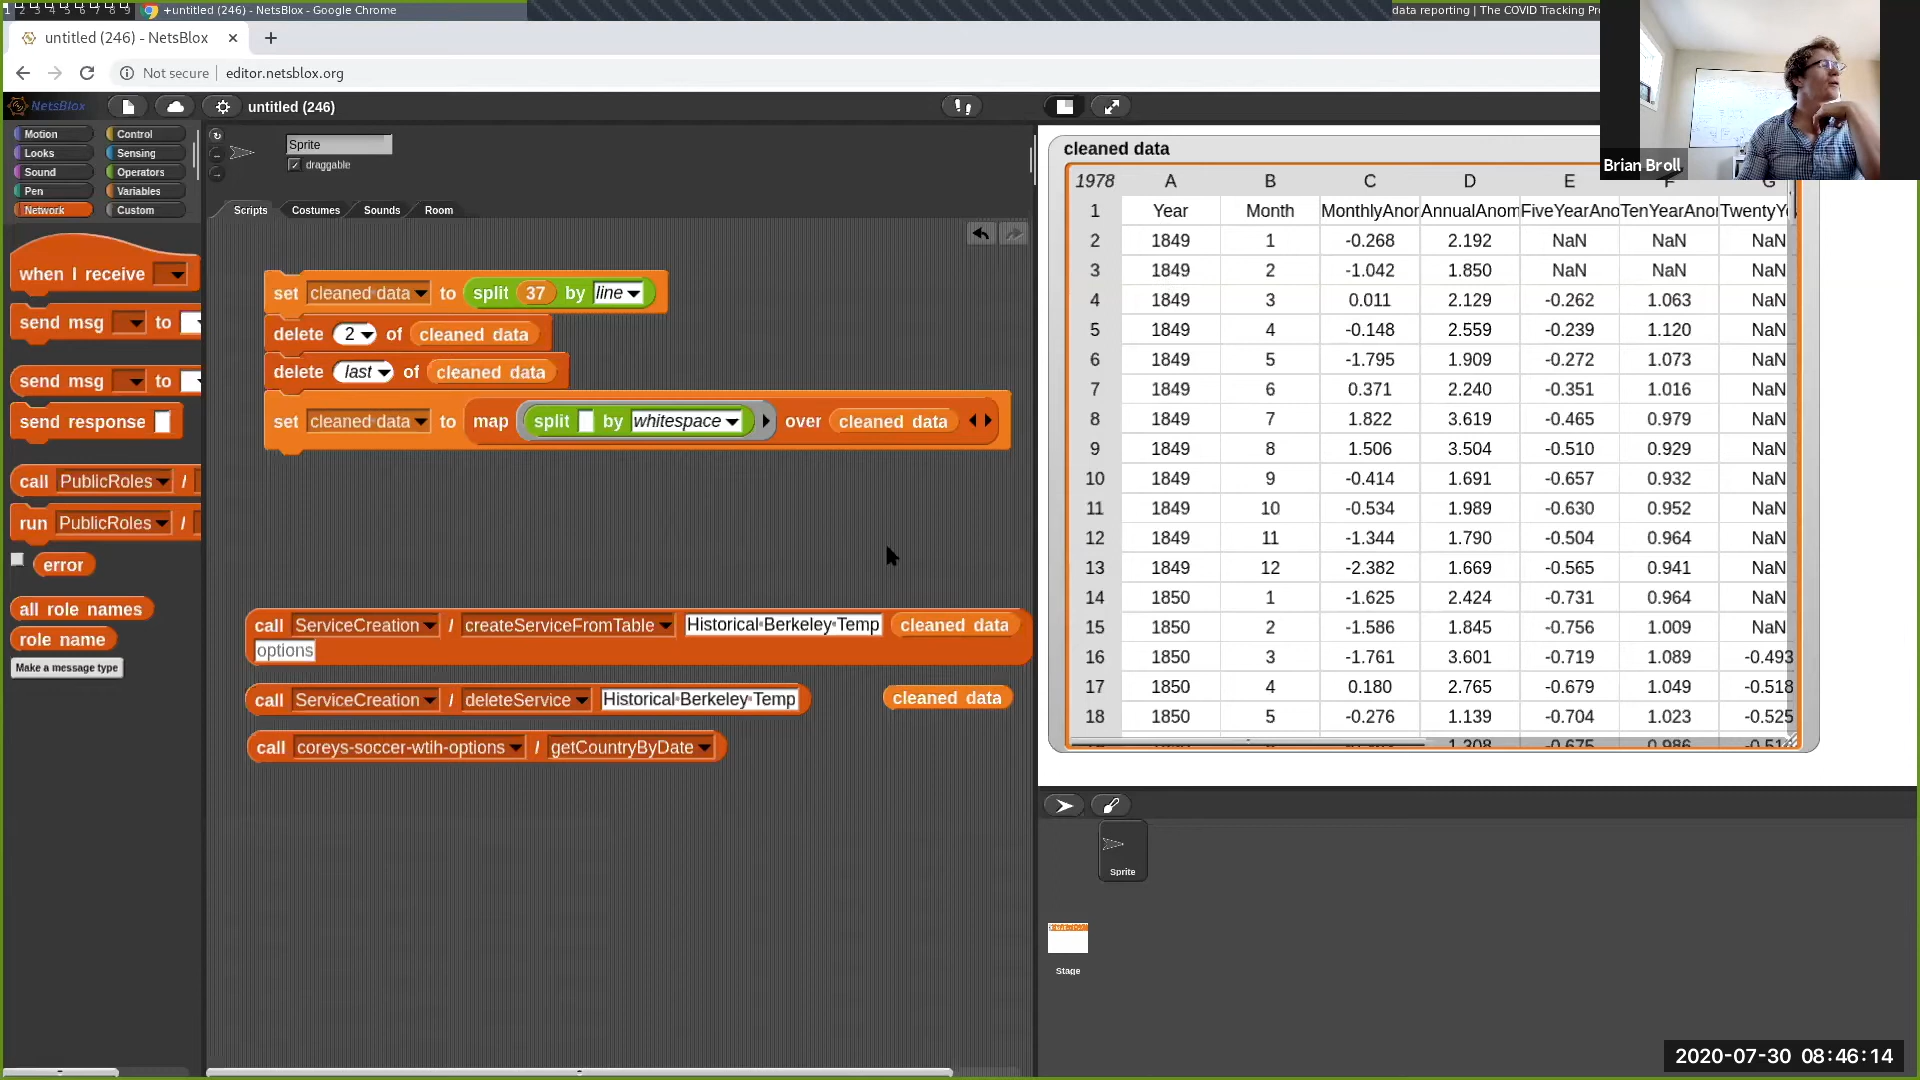 1 2 3 4 5 6 7 8 9 +untitled (246) - NetsBlox - Google Chrome
data reporting | The COVID Tracking Pr
untitled (246) - NetsBlox
Not secure editor.netsblox.org
NetsBlox untitled (246)
Motion Control
Looks Sensing
Sound Operators
Pen Variables
Network Custom
when I receive
send msg to
send msg to
send response
call PublicRoles /
run PublicRoles /
error
all role names
role name
Make a message type
Sprite
draggable
Scripts Costumes Sounds Room
set cleaned data to split 37 by line
delete 2 of cleaned data
delete last of cleaned data
set cleaned data to map split by whitespace over cleaned data
call ServiceCreation / createServiceFromTable Historical Berkeley Temp cleaned data
options
call ServiceCreation / deleteService Historical Berkeley Temp cleaned data
call coreys-soccer-wtih-options / getCountryByDate
cleaned data
1978 A B C D E F G
1 Year Month MonthlyAnor AnnualAnom FiveYearAno TenYearAnor TwentyY
2 1849 1 -0.268 2.192 NaN NaN NaN
3 1849 2 -1.042 1.850 NaN NaN NaN
4 1849 3 0.011 2.129 -0.262 1.063 NaN
5 1849 4 -0.148 2.559 -0.239 1.120 NaN
6 1849 5 -1.795 1.909 -0.272 1.073 NaN
7 1849 6 0.371 2.240 -0.351 1.016 NaN
8 1849 7 1.822 3.619 -0.465 0.979 NaN
9 1849 8 1.506 3.504 -0.510 0.929 NaN
10 1849 9 -0.414 1.691 -0.657 0.932 NaN
11 1849 10 -0.534 1.989 -0.630 0.952 NaN
12 1849 11 -1.344 1.790 -0.504 0.964 NaN
13 1849 12 -2.382 1.669 -0.565 0.941 NaN
14 1850 1 -1.625 2.424 -0.731 0.964 NaN
15 1850 2 -1.586 1.845 -0.756 1.009 NaN
16 1850 3 -1.761 3.601 -0.719 1.089 -0.493
17 1850 4 0.180 2.765 -0.679 1.049 -0.518
18 1850 5 -0.276 1.139 -0.704 1.023 -0.525
1.308 -0.675 0.986
Brian Broll
Sprite
Stage
2020-07-30 08:46:14